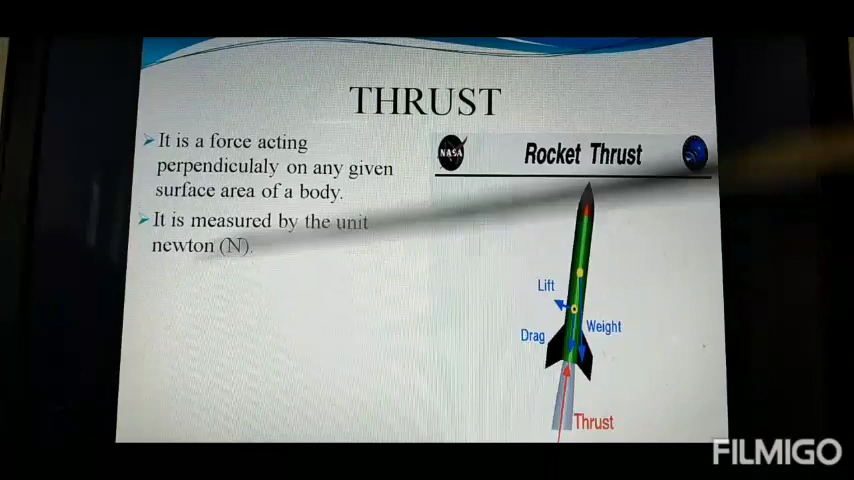 THRUST
It is a force acting
perpendiculaly on any given
surface area of a body.
It is measured by the unit
newton (N).
NASA
Rocket Thrust
Lift
Weight
Drag
Thrust
FILMIGO